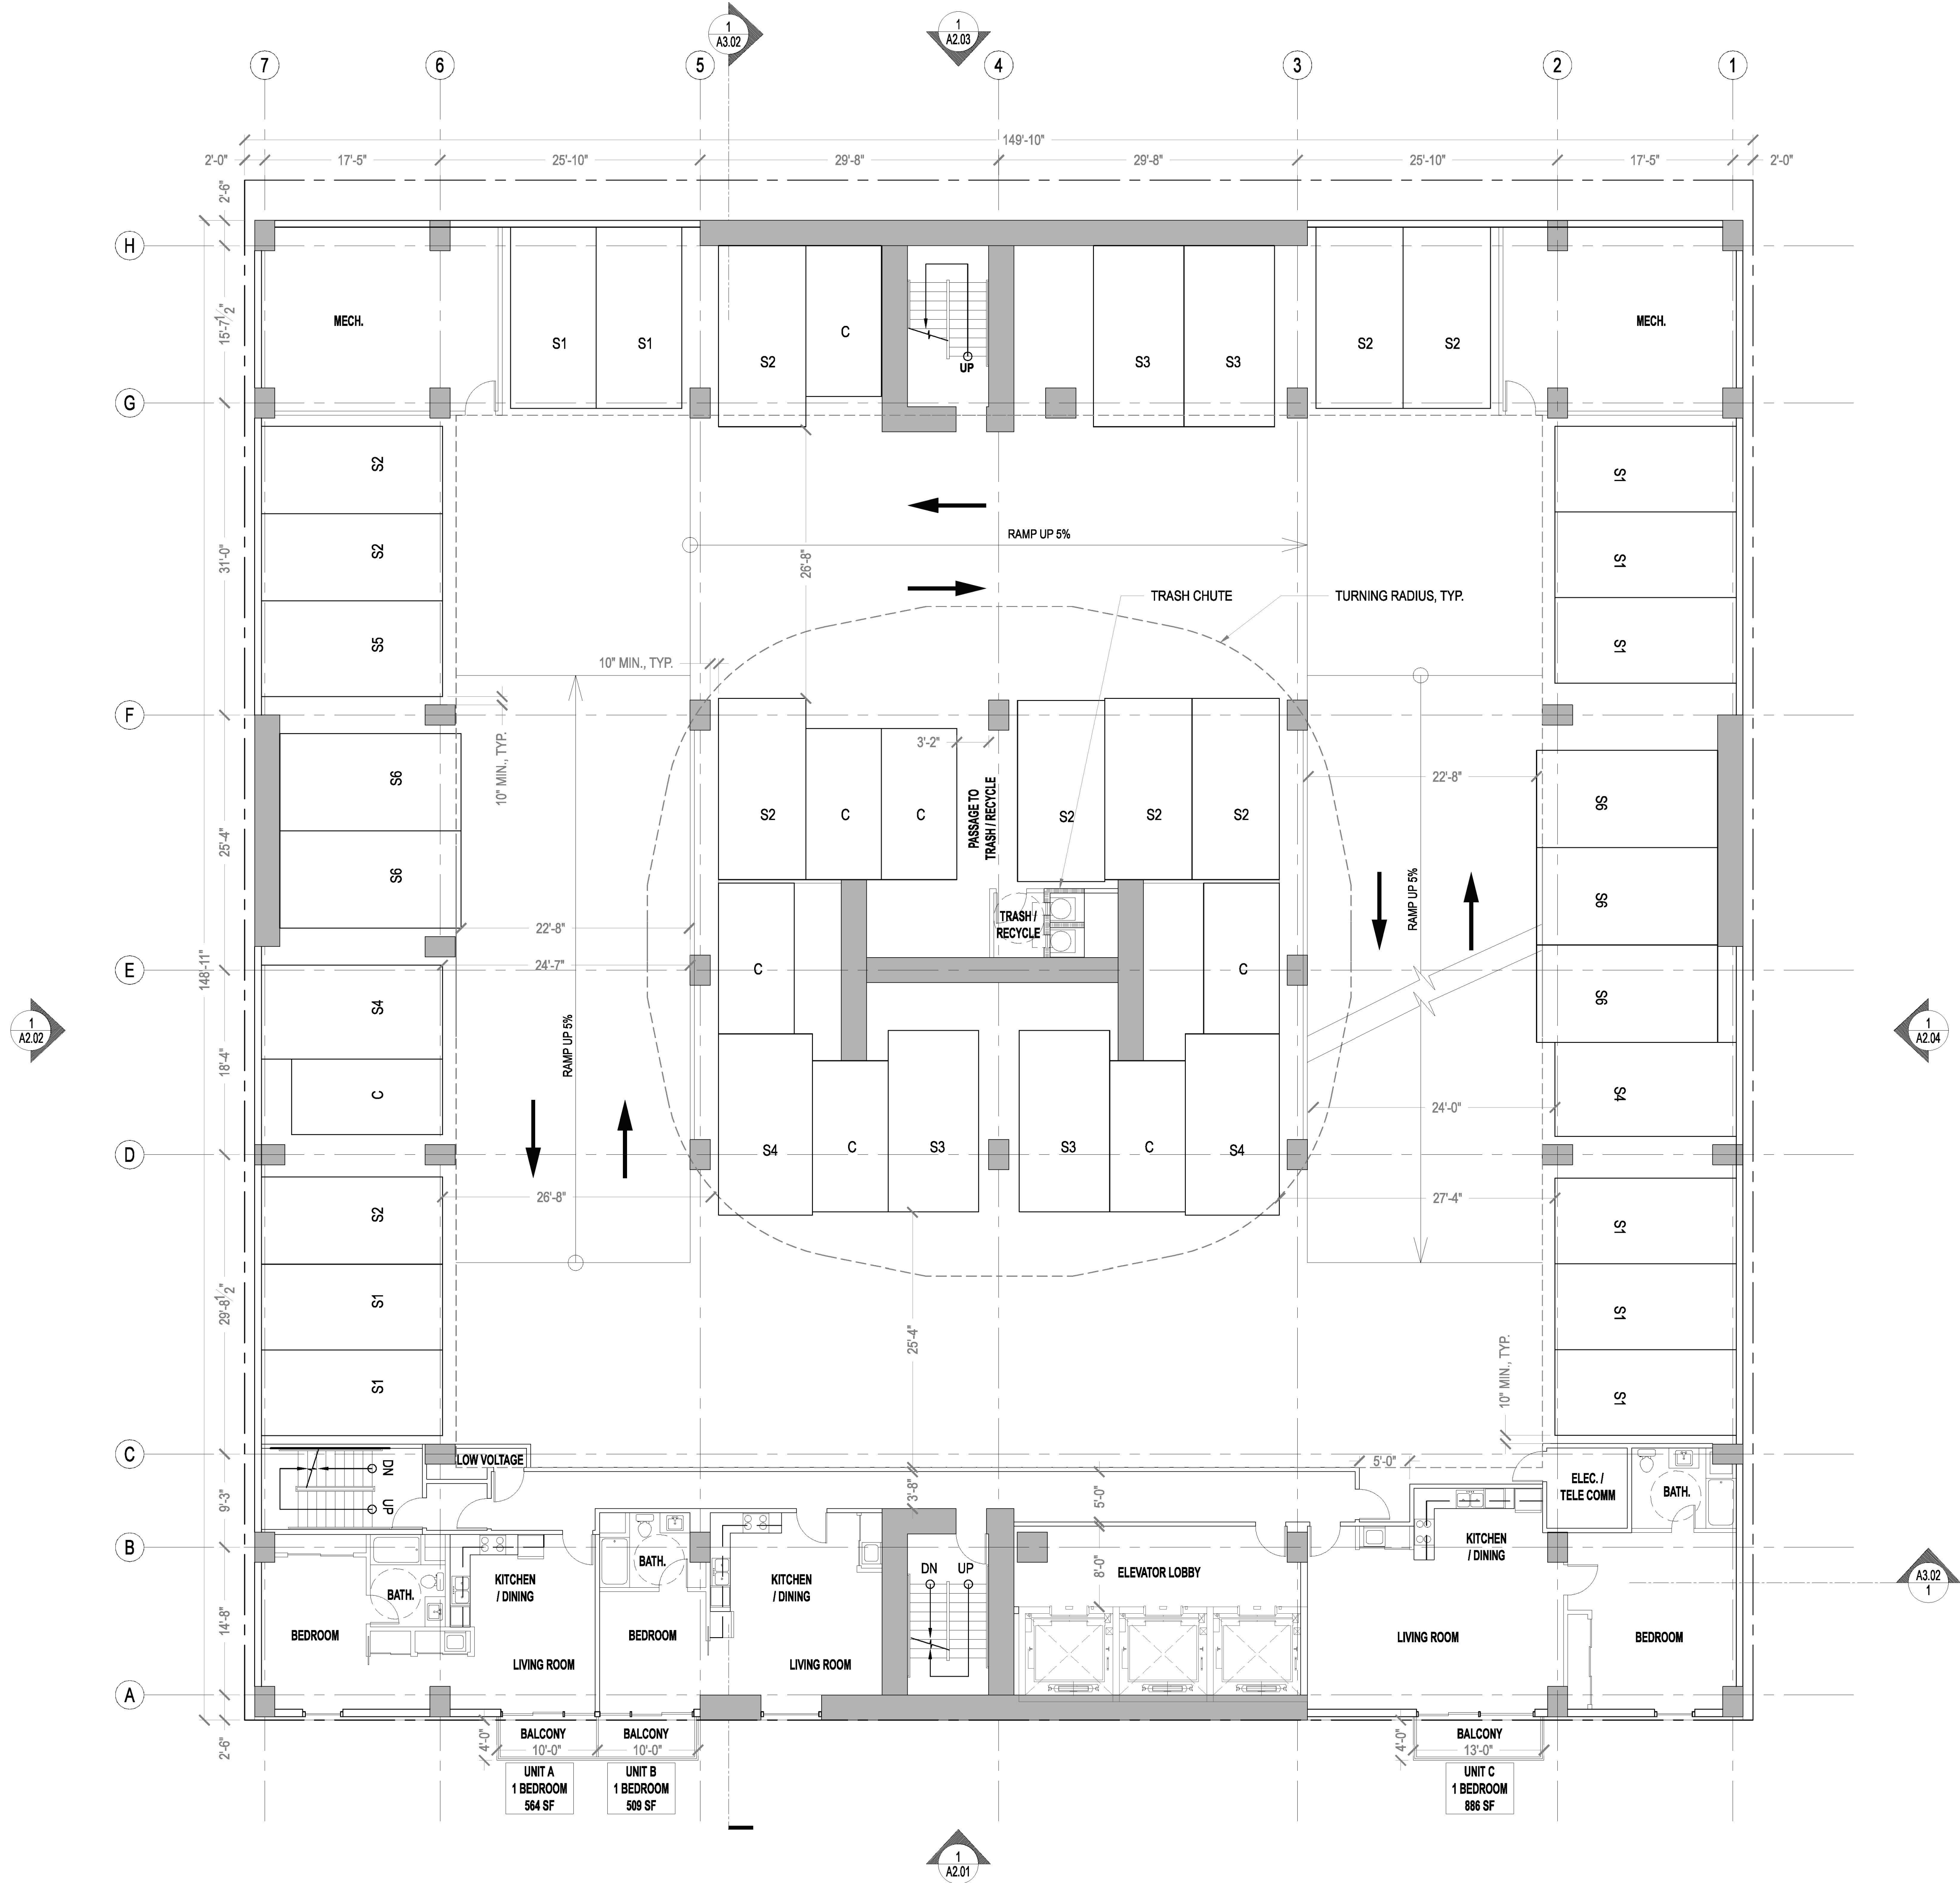 1
A3.02
1
A2.03
7
6
5
4
3
2
1
149'-10"
2'-0"
17'-5"
25'-10"
29'-8"
29'-8"
25'-10"
17'-5"
2'-0"
2'-6"
H
15'-7 1/2"
MECH.
S1
S1
S2
C
UP
S3
S3
S2
S2
MECH.
G
31'-0"
S2
S2
S5
26'-8"
RAMP UP 5%
S1
S1
S1
TRASH CHUTE
TURNING RADIUS, TYP.
10" MIN., TYP.
F
10" MIN., TYP.
3'-2"
PASSAGE TO
TRASH / RECYCLE
25'-4"
S6
S6
S2
C
C
S2
S2
S2
22'-8"
S6
S6
S6
RAMP UP 5%
TRASH /
RECYCLE
22'-8"
24'-7"
E
148'-11"
C
C
1
A2.02
1
A2.04
18'-4"
S4
C
RAMP UP 5%
S4
24'-0"
D
S4
C
S3
S3
C
S4
26'-8"
27'-4"
29'-8 1/2"
S2
S1
S1
25'-4"
S1
S1
S1
10" MIN., TYP.
C
DN
UP
LOW VOLTAGE
5'-0"
3'-8"
5'-0"
9'-3"
ELEC. /
TELE COMM
BATH.
B
KITCHEN
/ DINING
BATH.
BATH.
KITCHEN
/ DINING
KITCHEN
/ DINING
DN
UP
ELEVATOR LOBBY
8'-0"
A3.02
1
14'-8"
BEDROOM
LIVING ROOM
BEDROOM
LIVING ROOM
LIVING ROOM
BEDROOM
A
2'-6"
4'-0"
BALCONY
10'-0"
BALCONY
10'-0"
4'-0"
BALCONY
13'-0"
UNIT A
1 BEDROOM
564 SF
UNIT B
1 BEDROOM
509 SF
UNIT C
1 BEDROOM
886 SF
1
A2.01